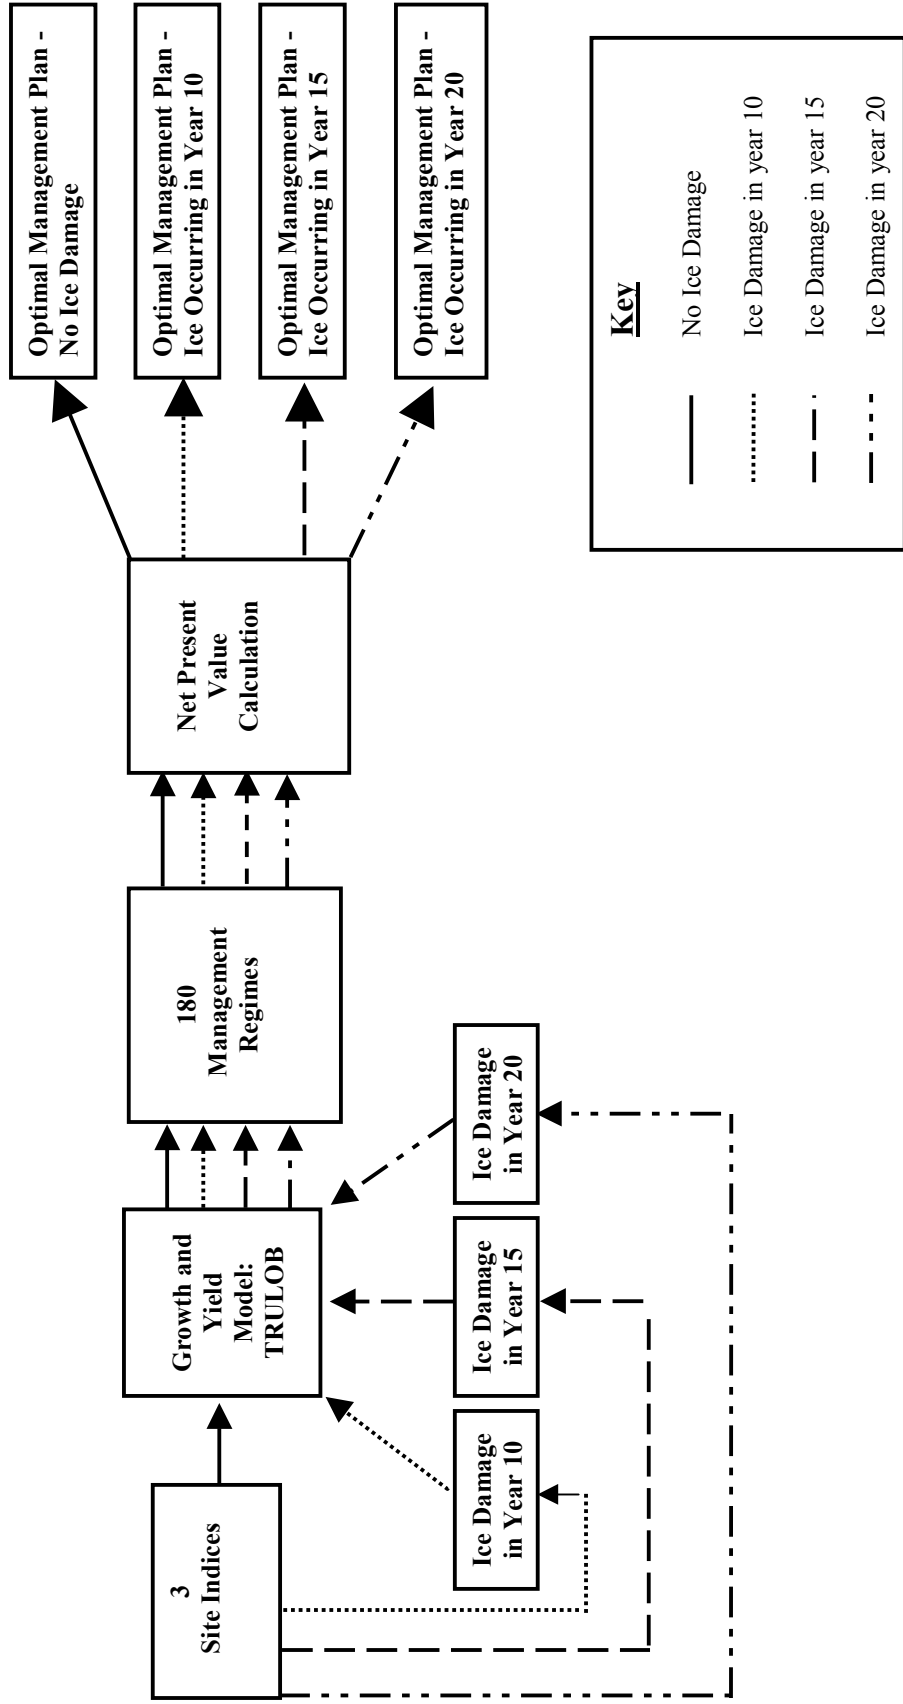 3
Site Indices
Growth and
Yield
Model:
TRULOB
Ice Damage
in Year 10
Ice Damage
in Year 15
Ice Damage
in Year 20
180
Management
Regimes
Net Present
Value
Calculation
Optimal Management Plan -
No Ice Damage
Optimal Management Plan -
Ice Occurring in Year 10
Optimal Management Plan -
Ice Occurring in Year 15
Optimal Management Plan -
Ice Occurring in Year 20
Key
No Ice Damage
Ice Damage in year 10
Ice Damage in year 15
Ice Damage in year 20